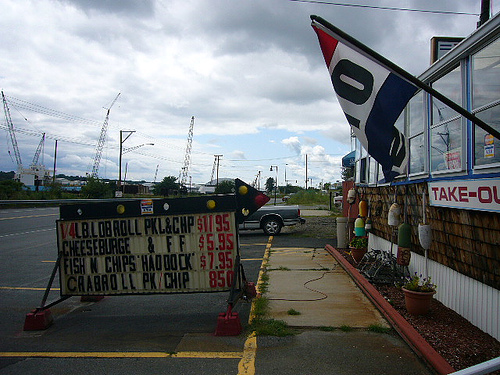 1/4LBLOBROLL PKL&CHP $11.95
CHEESEBURGE & F F $5.95
FISH N CHIPS 'HADDOCK' $7.95
CRABROLL PK/CHIP 850
TAKE-OU
O